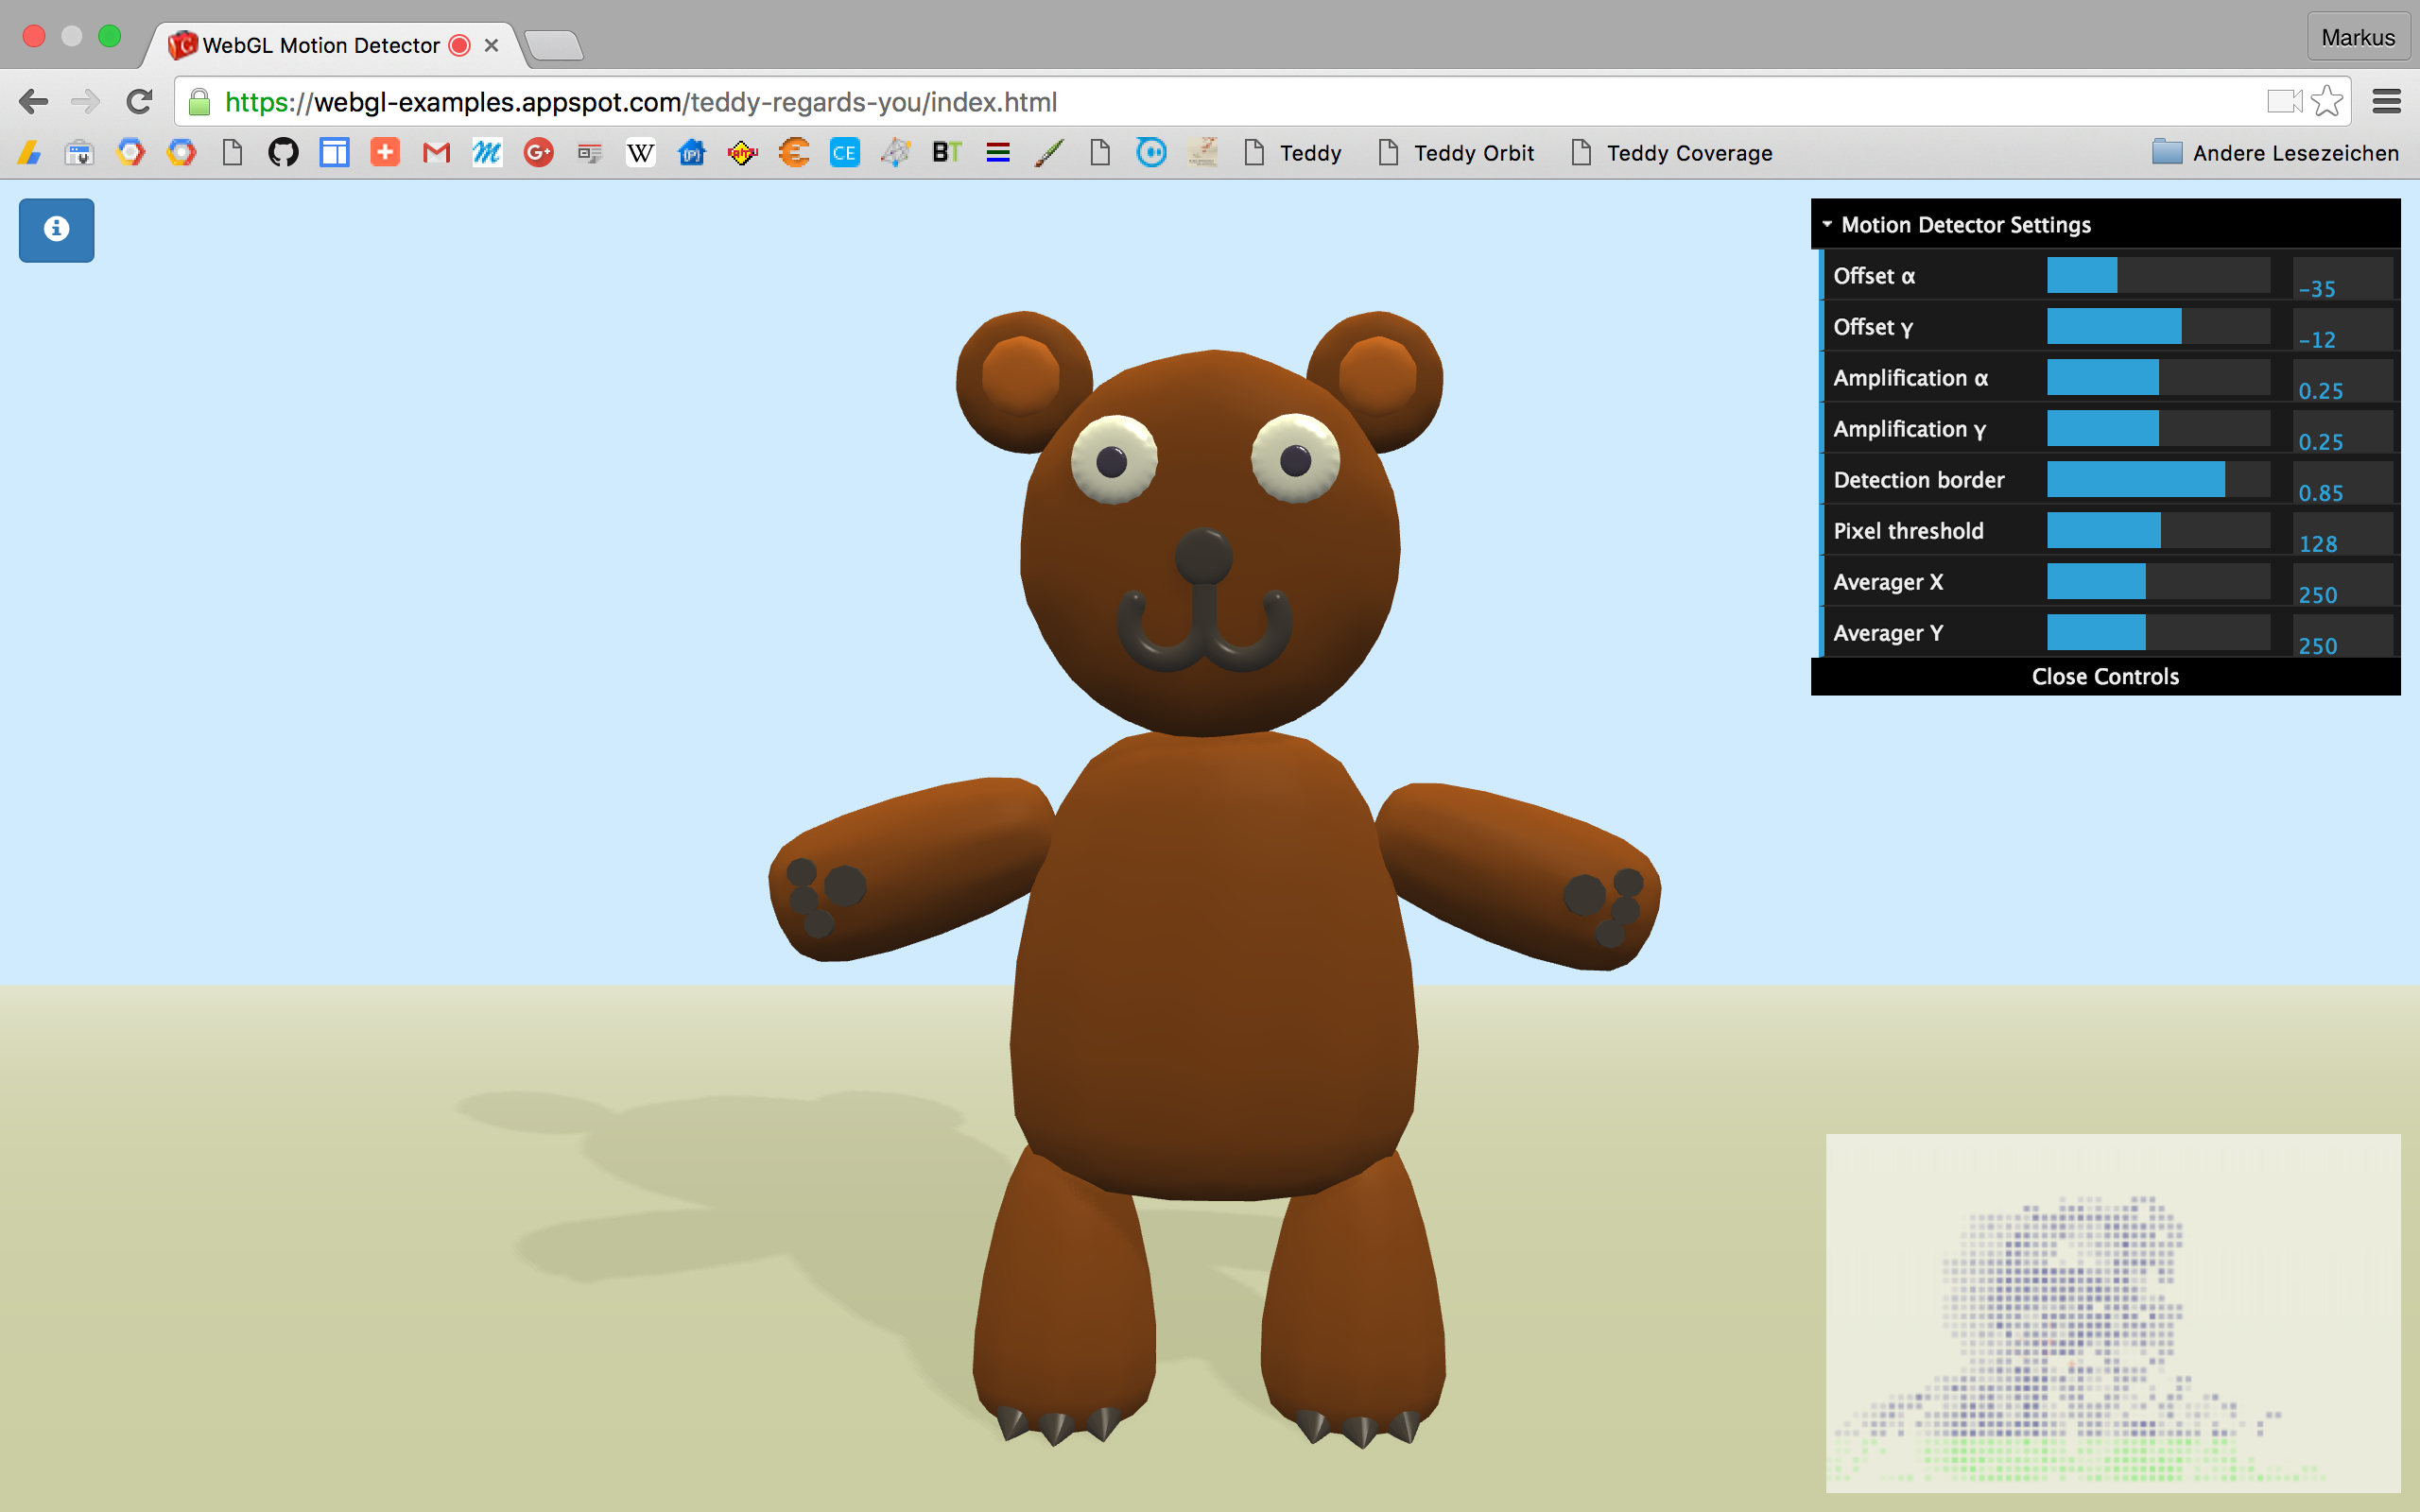 WebGL Motion Detector
Markus
https://webgl-examples.appspot.com/teddy-regards-you/index.html
G+ W {P} CE BT Teddy Teddy Orbit Teddy Coverage Andere Lesezeichen
Motion Detector Settings
Offset α -35
Offset γ -12
Amplification α 0.25
Amplification γ 0.25
Detection border 0.85
Pixel threshold 128
Averager X 250
Averager Y 250
Close Controls